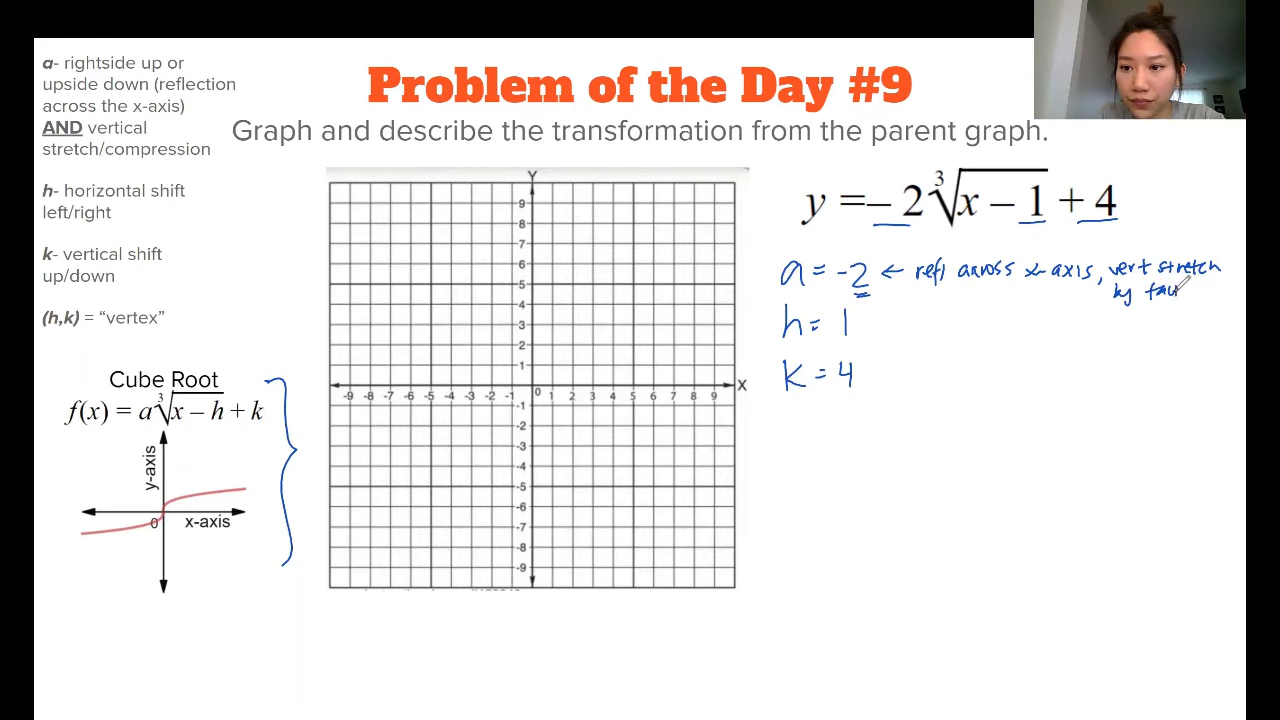 a- rightside up or
upside down (reflection
across the x-axis)
AND vertical
stretch/compression
h- horizontal shift
left/right
k- vertical shift
up/down
(h,k) = “vertex”
Cube Root
f(x) = a∛(x – h) + k
y-axis
0
x-axis
Problem of the Day #9
Graph and describe the transformation from the parent graph.
Y
9
8
7
6
5
4
3
2
1
-9 -8 -7 -6 -5 -4 -3 -2 -1 0 1 2 3 4 5 6 7 8 9 X
-1
-2
-3
-4
-5
-6
-7
-8
-9
y = – 2∛(x – 1) + 4
a = -2 ← refl across x-axis, vert stretch
by
h = 1
k = 4